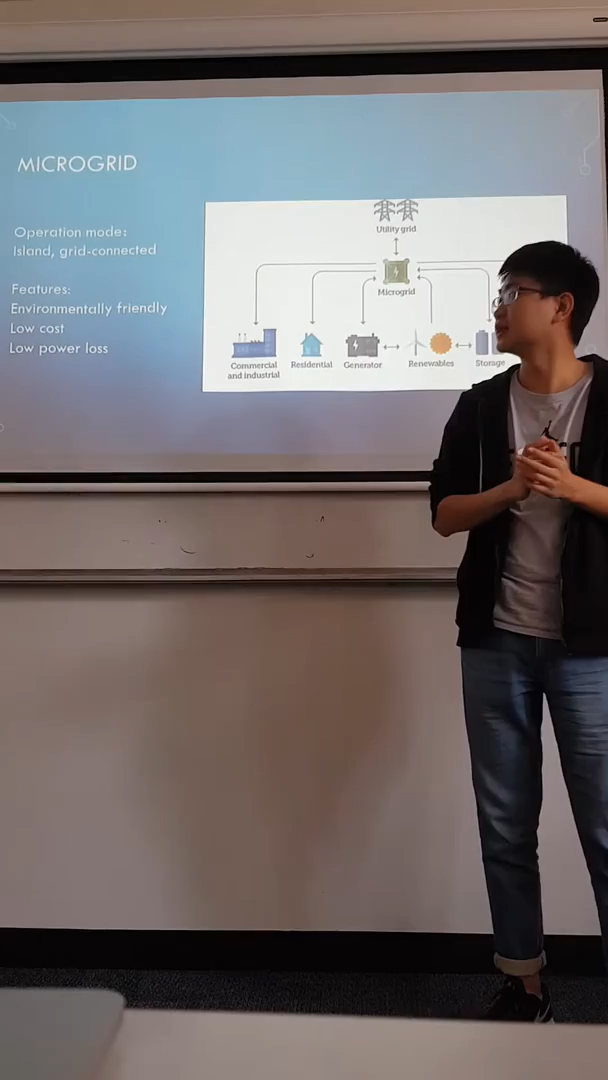 MICROGRID
Operation mode:
Island, grid-connected
Features:
Environmentally friendly
Low cost
Low power loss
Utility grid
Microgrid
Commercial
and industrial
Residential
Generator
Renewables
Storage